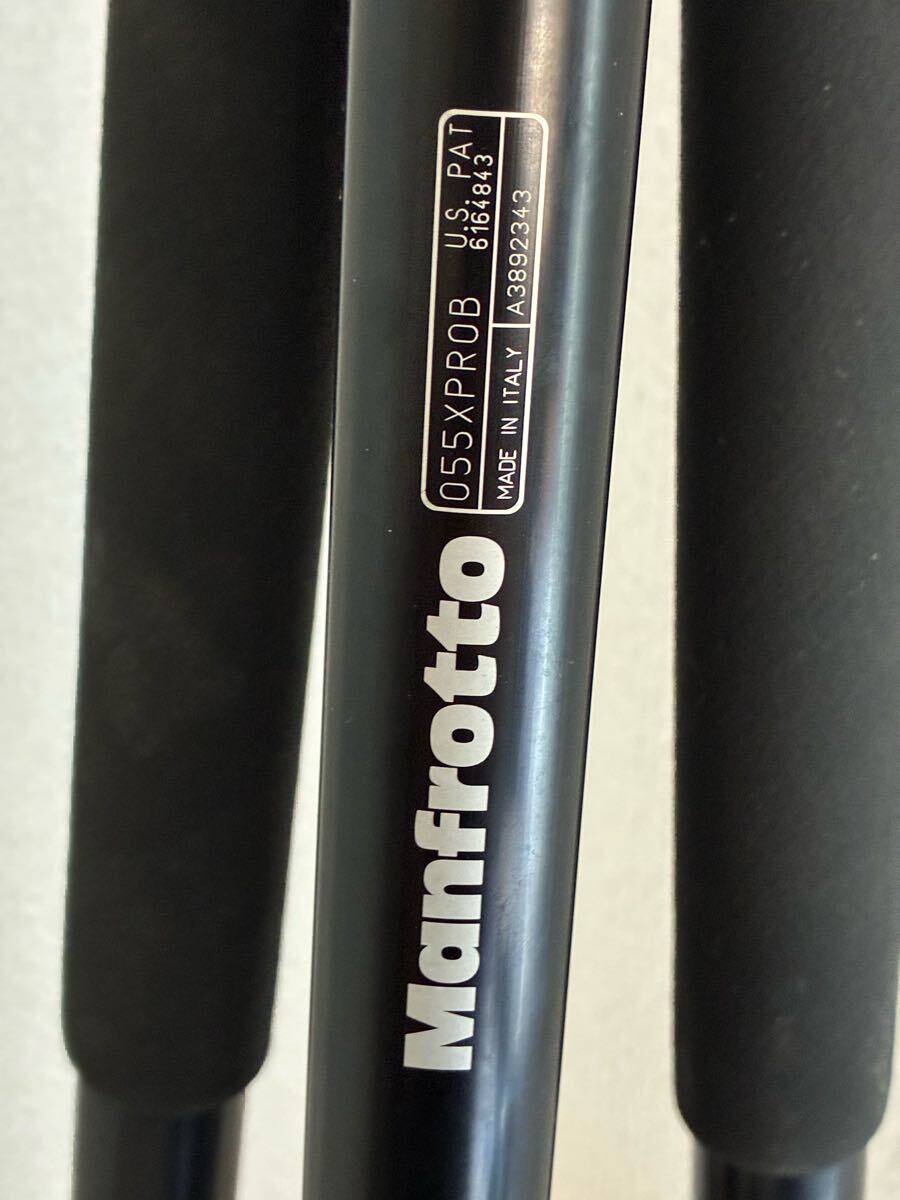 Manfrotto
055XPROB U.S. PAT
6164843
MADE IN ITALY A3892343